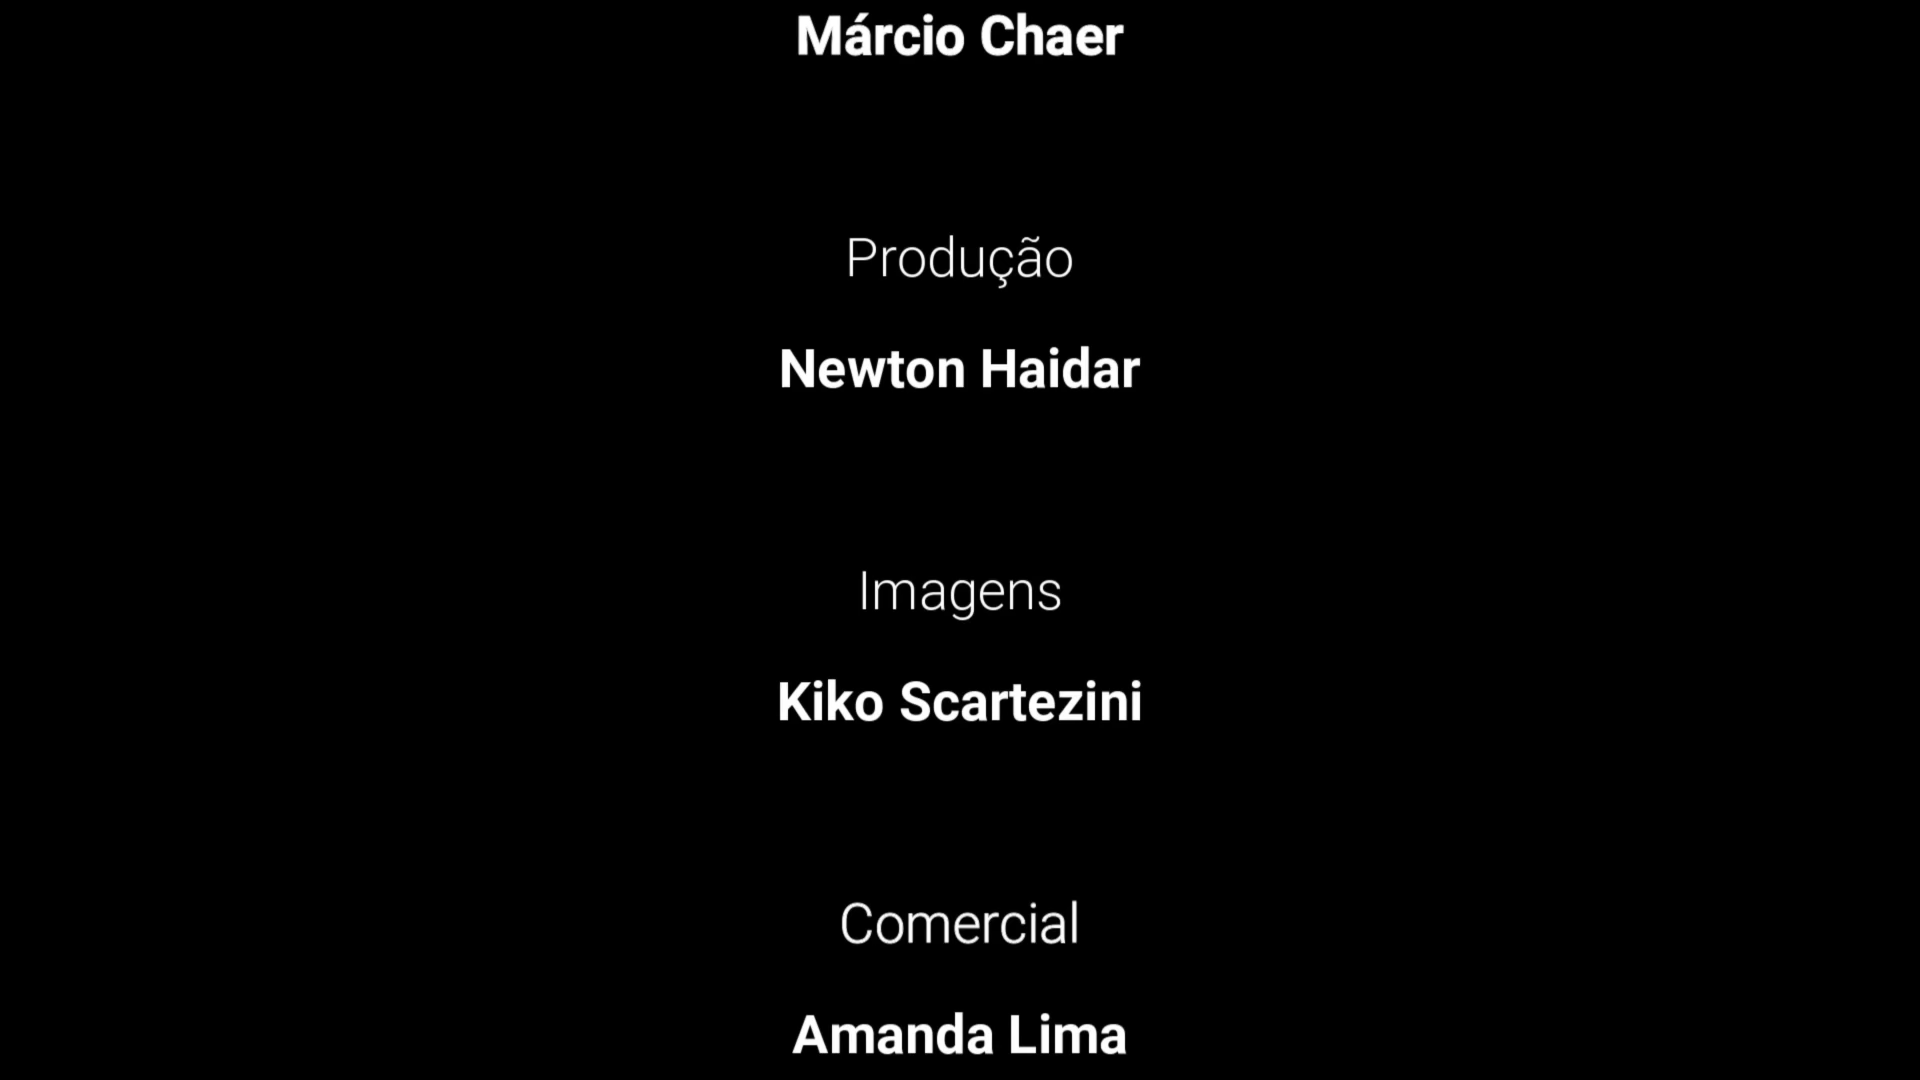 Márcio Chaer
Produção
Newton Haidar
Imagens
Kiko Scartezini
Comercial
Amanda Lima